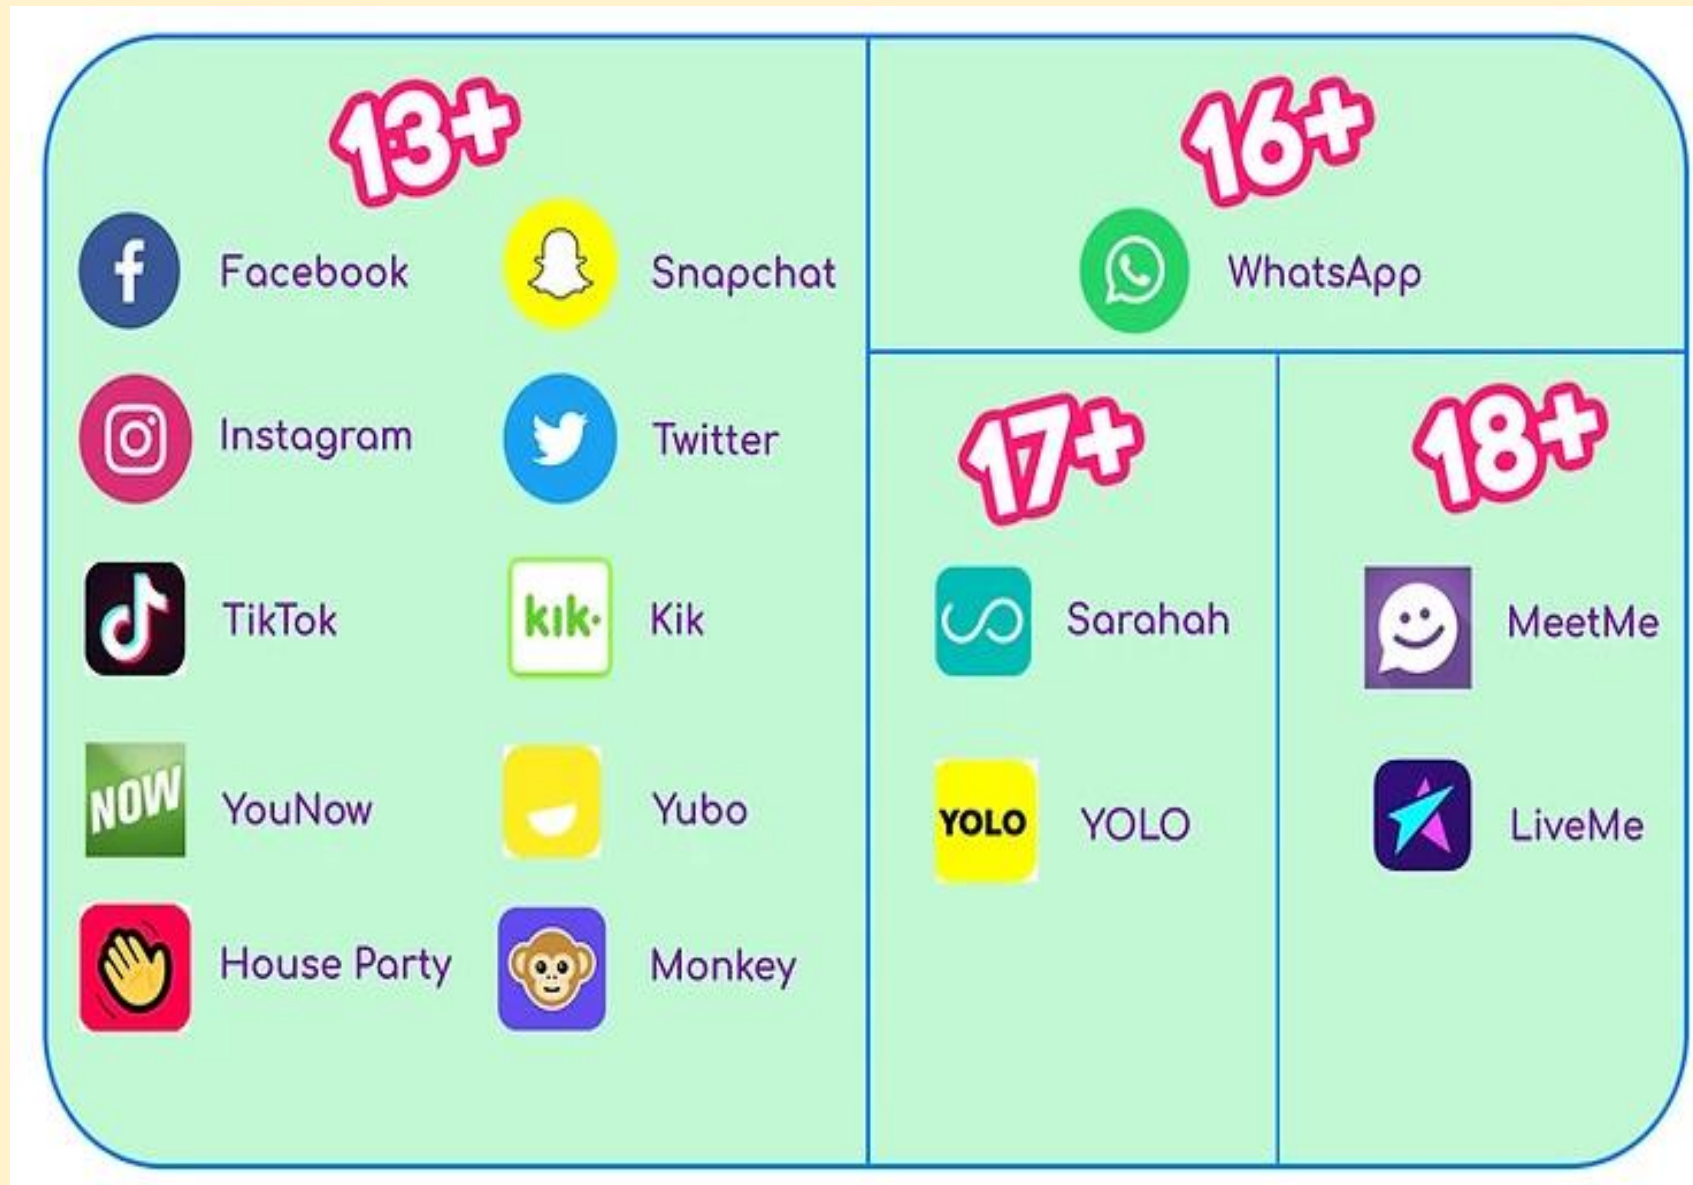 13+
Facebook
Snapchat
Instagram
Twitter
TikTok
kik.
Kik
NOW
YouNow
Yubo
House Party
Monkey
16+
WhatsApp
17+
Sarahah
YOLO
YOLO
18+
MeetMe
LiveMe